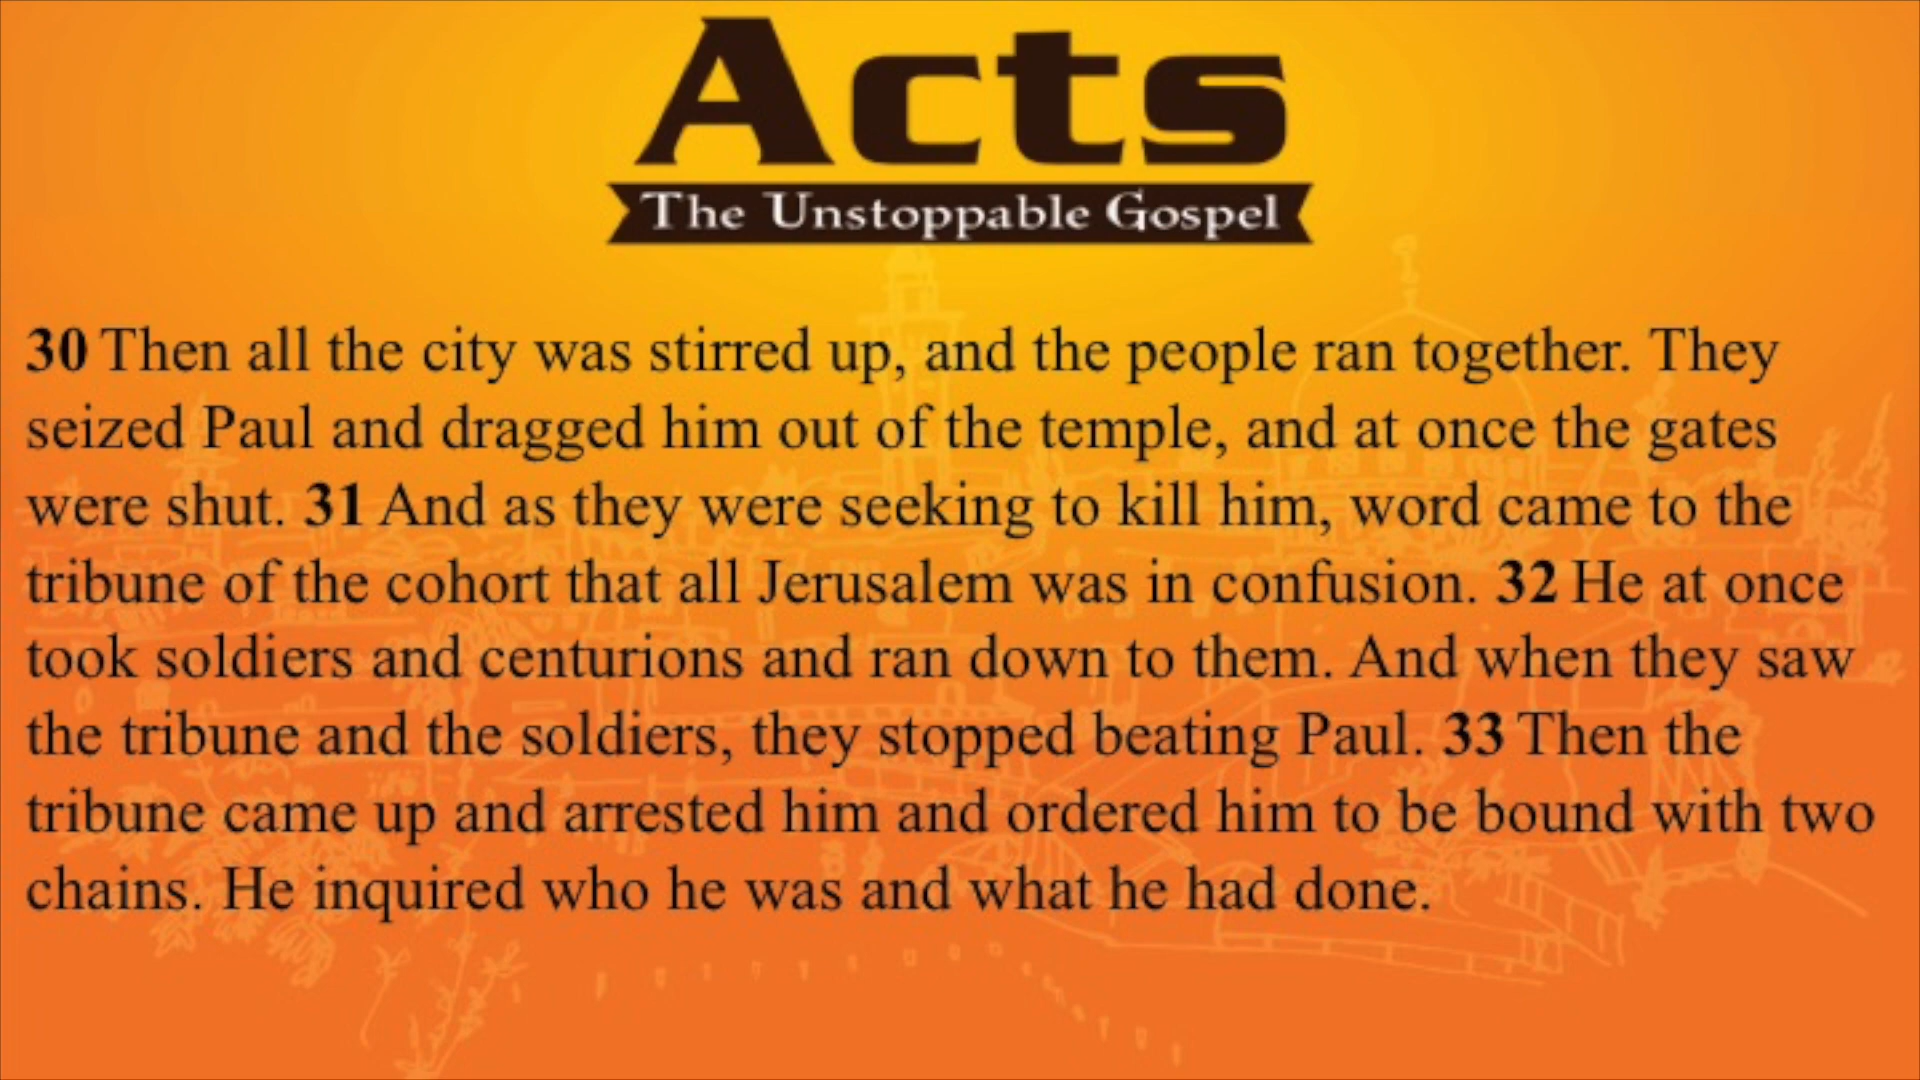 Acts
The Unstoppable Gospel
30 Then all the city was stirred up, and the people ran together. They
seized Paul and dragged him out of the temple, and at once the gates
were shut. 31 And as they were seeking to kill him, word came to the
tribune of the cohort that all Jerusalem was in confusion. 32 He at once
took soldiers and centurions and ran down to them. And when they saw
the tribune and the soldiers, they stopped beating Paul. 33 Then the
tribune came up and arrested him and ordered him to be bound with two
chains. He inquired who he was and what he had done.